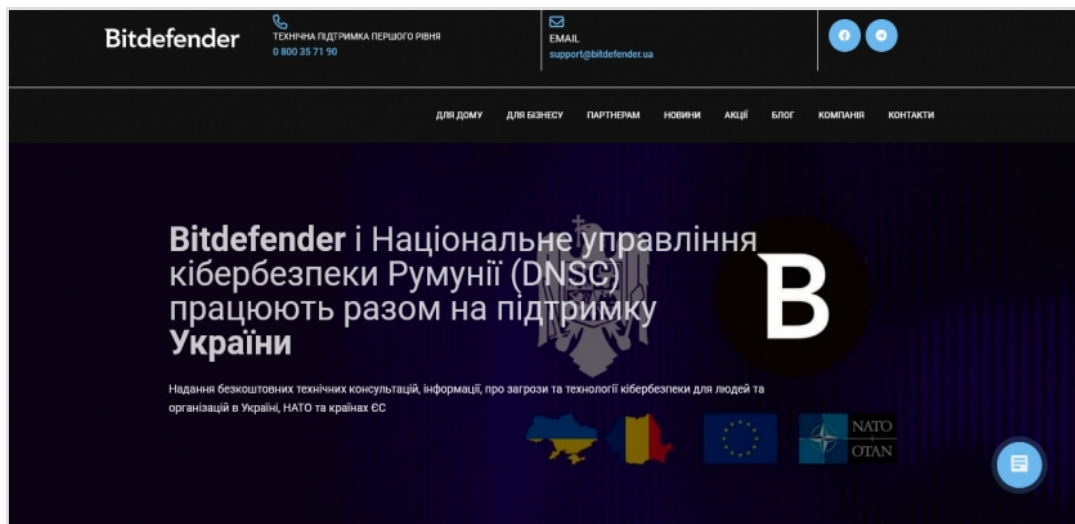 Bitdefender
ТЕХНІЧНА ПІДТРИМКА ПЕРШОГО РІВНЯ
0 800 35 71 90
EMAIL
support@bitdefender.ua
ДЛЯ ДОМУ ДЛЯ БІЗНЕСУ ПАРТНЕРАМ НОВИНИ АКЦІЇ БЛОГ КОМПАНІЯ КОНТАКТИ
Bitdefender і Національне управління
кібербезпеки Румунії (DNSC)
працюють разом на підтримку
України
B
Надання безкоштовних технічних консультацій, інформації, про загрози та технології кібербезпеки для людей та
організацій в Україні, НАТО та країнах ЄС
NATO
OTAN